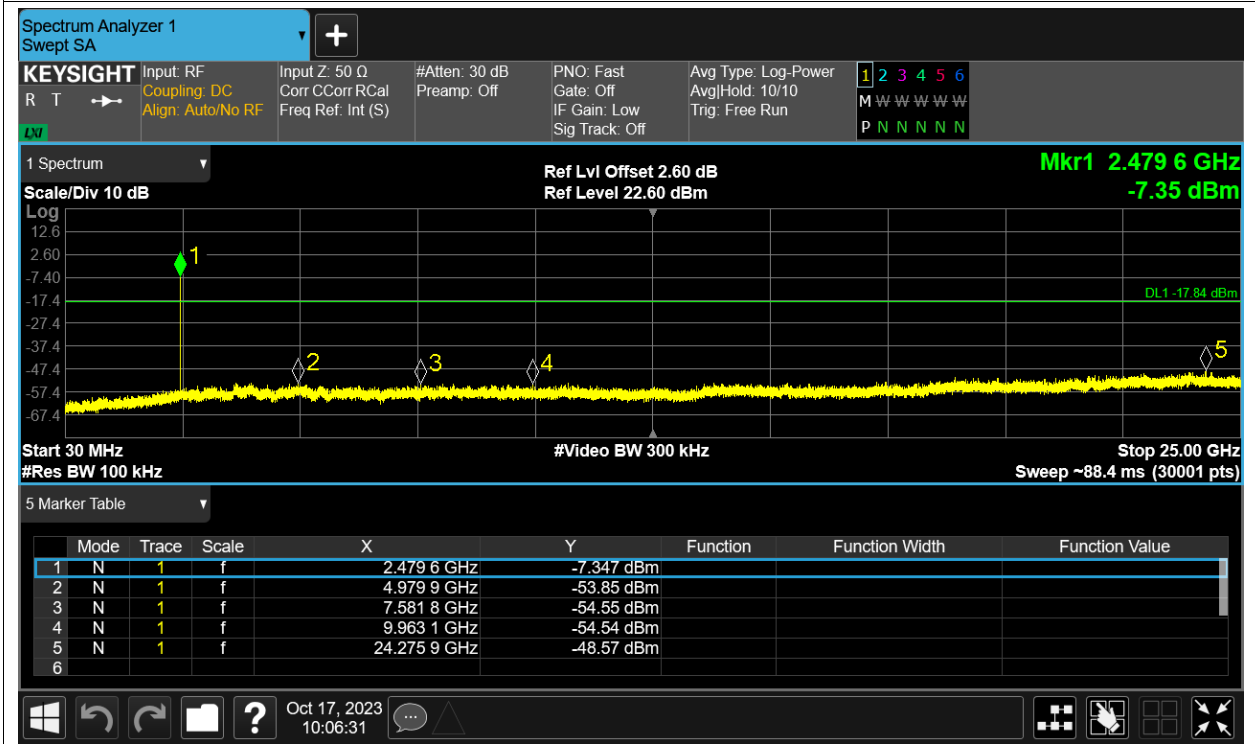 Spectrum Analyzer 1
Swept SA
KEYSIGHT Input: RF Input Z: 50 Ω #Atten: 30 dB PNO: Fast Avg Type: Log-Power 1 2 3 4 5 6
R T Coupling: DC Corr CCorr RCal Preamp: Off Gate: Off Avg|Hold: 10/10 M W W W W W
Align: Auto/No RF Freq Ref: Int (S) IF Gain: Low Trig: Free Run
LXI Sig Track: Off P N N N N N
1 Spectrum Ref Lvl Offset 2.60 dB Mkr1 2.479 6 GHz
Scale/Div 10 dB Ref Level 22.60 dBm -7.35 dBm
Log
12.6
2.60 1
-7.40
-17.4 DL1 -17.84 dBm
-27.4
-37.4
-47.4 2 3 4 5
-57.4
-67.4
Start 30 MHz #Video BW 300 kHz Stop 25.00 GHz
#Res BW 100 kHz Sweep ~88.4 ms (30001 pts)
5 Marker Table
Mode Trace Scale X Y Function Function Width Function Value
1 N 1 f 2.479 6 GHz -7.347 dBm
2 N 1 f 4.979 9 GHz -53.85 dBm
3 N 1 f 7.581 8 GHz -54.55 dBm
4 N 1 f 9.963 1 GHz -54.54 dBm
5 N 1 f 24.275 9 GHz -48.57 dBm
6
? Oct 17, 2023
10:06:31